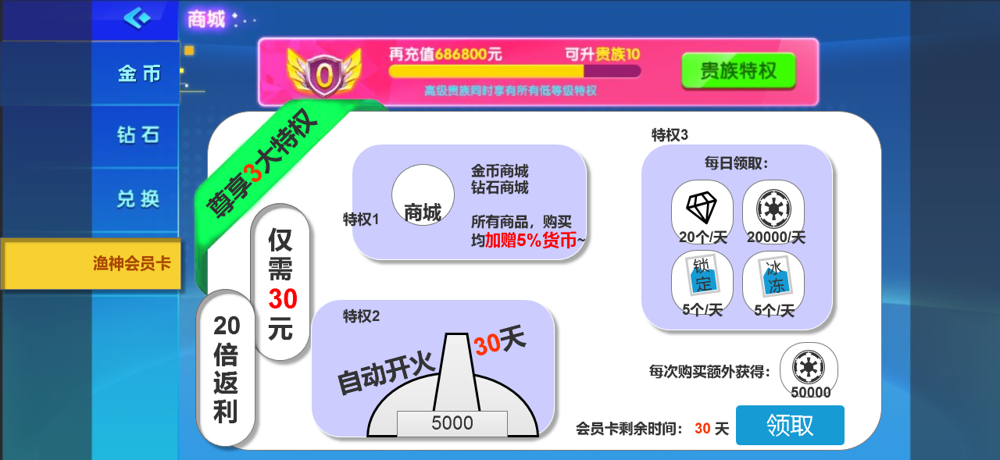 商城：
金币
钻石
兑换
渔神会员卡
再充值686800元
可升贵族10
0
高级贵族同时享有所有低等级特权
贵族特权
尊享3大特权
仅需30元
20倍返利
特权1
商城
金币商城
钻石商城
所有商品，购买
均加赠5%货币~
特权2
自动开火
30天
5000
特权3
每日领取：
20个/天
20000/天
锁定
5个/天
冰冻
5个/天
每次购买额外获得：
50000
会员卡剩余时间： 30 天
领取